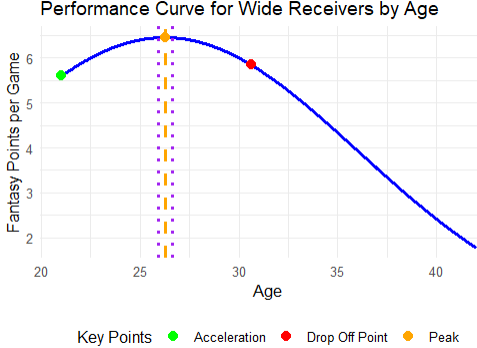 Performance Curve for Wide Receivers by Age
Fantasy Points per Game
6
5
4
3
2
20 25 30 35 40
Age
Key Points Acceleration Drop Off Point Peak